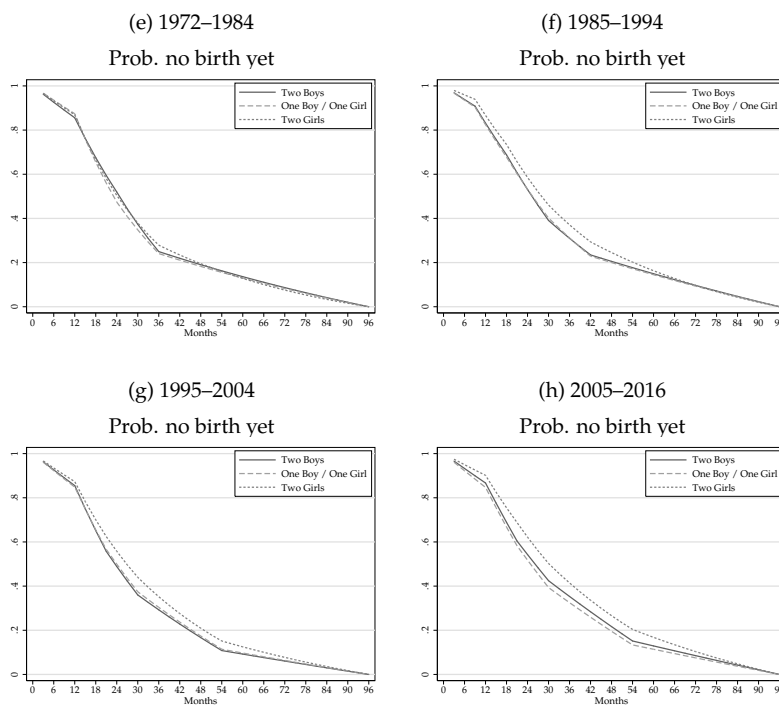 (e) 1972–1984
Prob. no birth yet
Two Boys
One Boy / One Girl
Two Girls
0 .2 .4 .6 .8 1
0 6 12 18 24 30 36 42 48 54 60 66 72 78 84 90 96
Months
(f) 1985–1994
Prob. no birth yet
Two Boys
One Boy / One Girl
Two Girls
0 .2 .4 .6 .8 1
0 6 12 18 24 30 36 42 48 54 60 66 72 78 84 90
Months
(g) 1995–2004
Prob. no birth yet
Two Boys
One Boy / One Girl
Two Girls
0 .2 .4 .6 .8 1
0 6 12 18 24 30 36 42 48 54 60 66 72 78 84 90 96
Months
(h) 2005–2016
Prob. no birth yet
Two Boys
One Boy / One Girl
Two Girls
0 .2 .4 .6 .8 1
0 6 12 18 24 30 36 42 48 54 60 66 72 78 84 90
Months